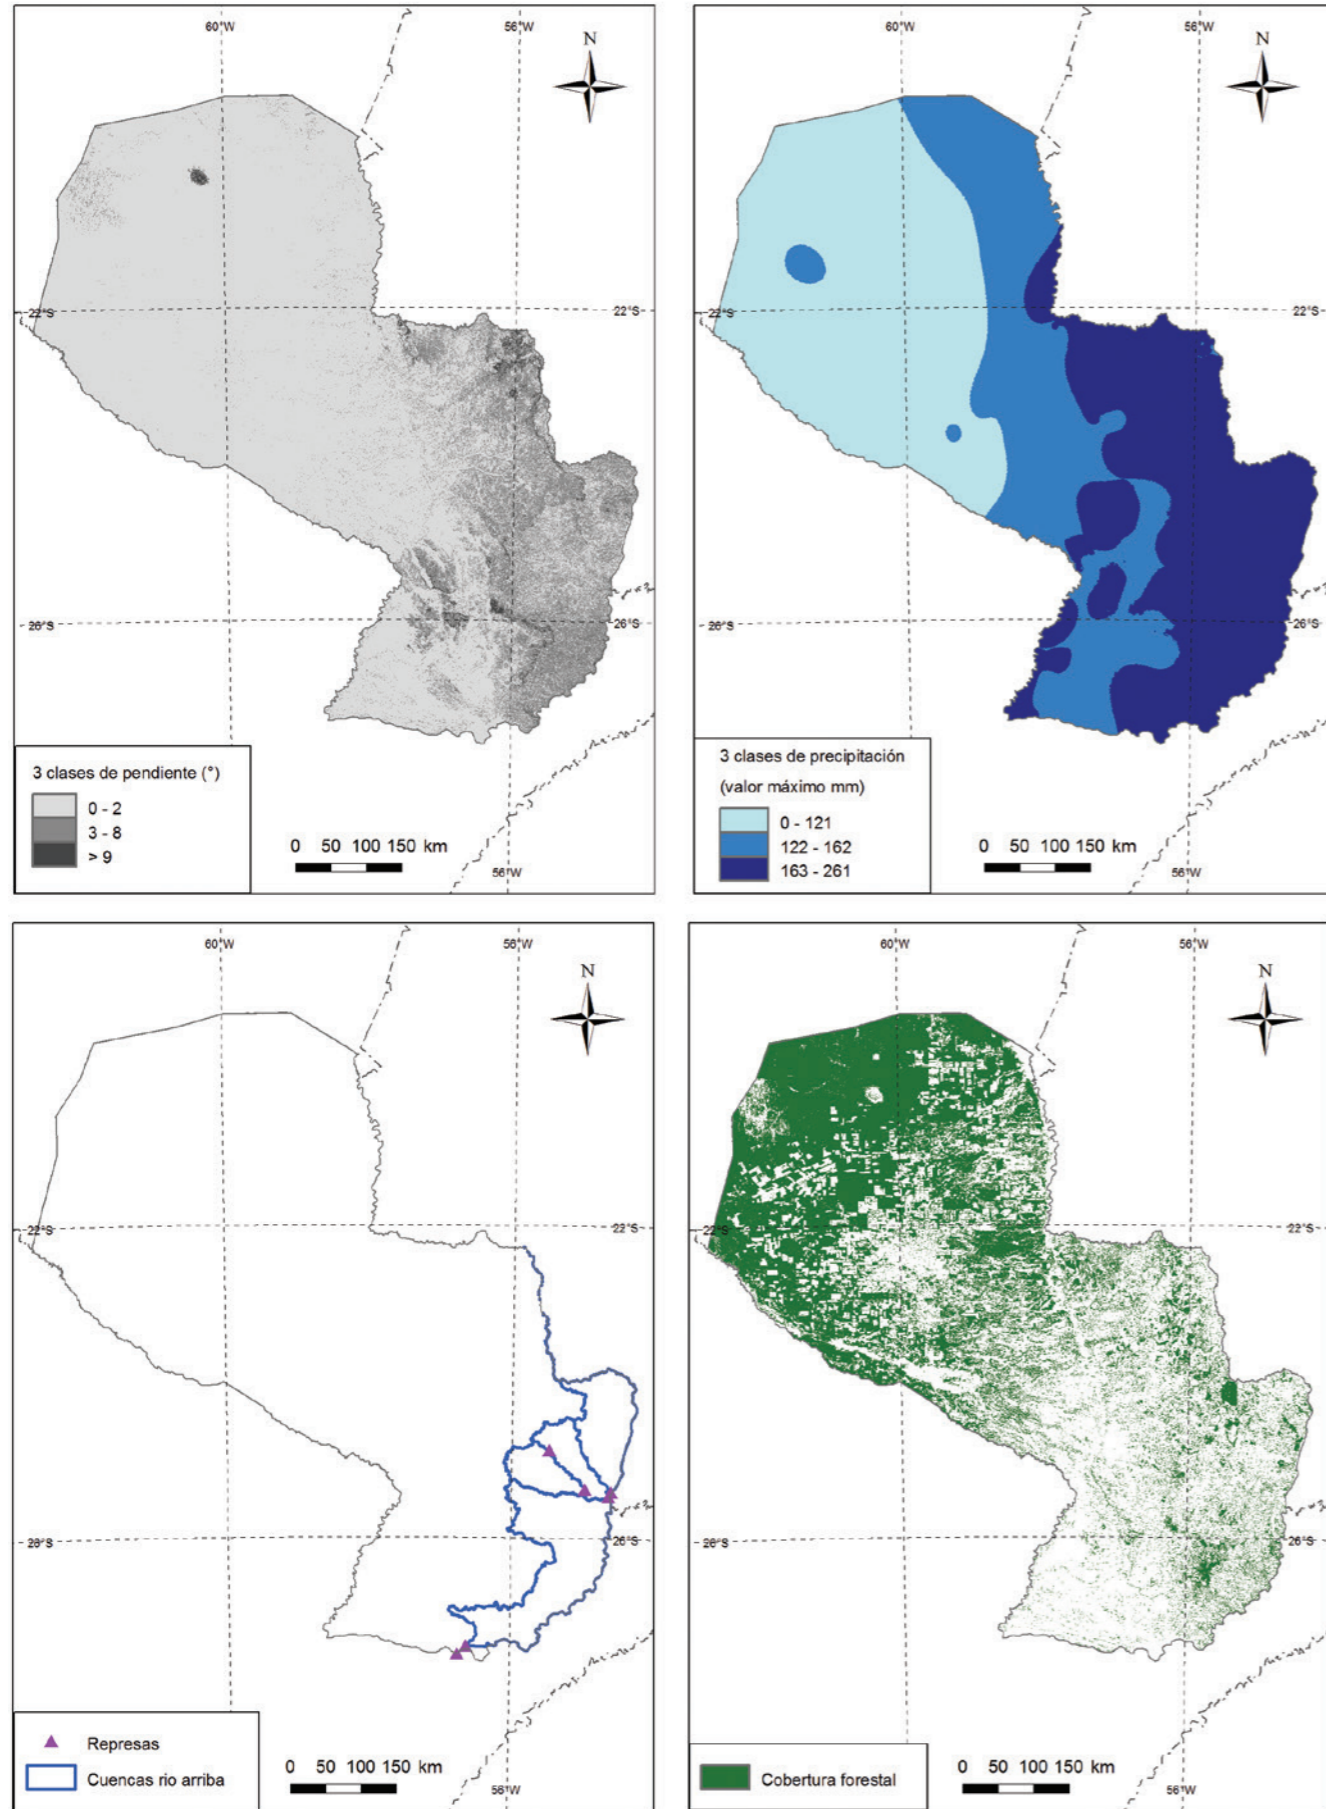 60°W
56°W
N
22°S
22°S
26°S
26°S
3 clases de pendiente (°)
0 - 2
3 - 8
> 9
0 50 100 150 km
56°W
60°W
56°W
N
22°S
22°S
26°S
26°S
3 clases de precipitación
(valor máximo mm)
0 - 121
122 - 162
163 - 261
0 50 100 150 km
56°W
60°W
56°W
N
22°S
22°S
26°S
26°S
Represas
Cuencas rio arriba
0 50 100 150 km
56°W
60°W
56°W
N
22°S
22°S
26°S
26°S
Cobertura forestal
0 50 100 150 km
56°W